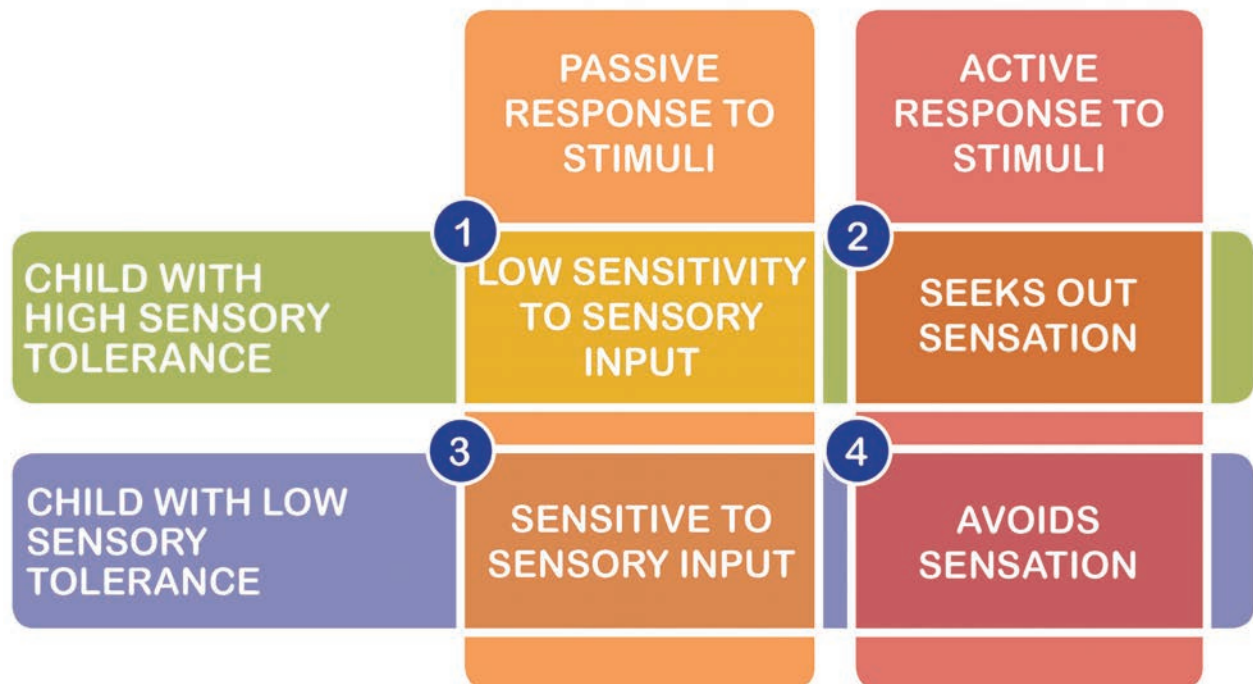 PASSIVE
RESPONSE TO
STIMULI
ACTIVE
RESPONSE TO
STIMULI
CHILD WITH
HIGH SENSORY
TOLERANCE
1
LOW SENSITIVITY
TO SENSORY
INPUT
2
SEEKS OUT
SENSATION
CHILD WITH LOW
SENSORY
TOLERANCE
3
SENSITIVE TO
SENSORY INPUT
4
AVOIDS
SENSATION